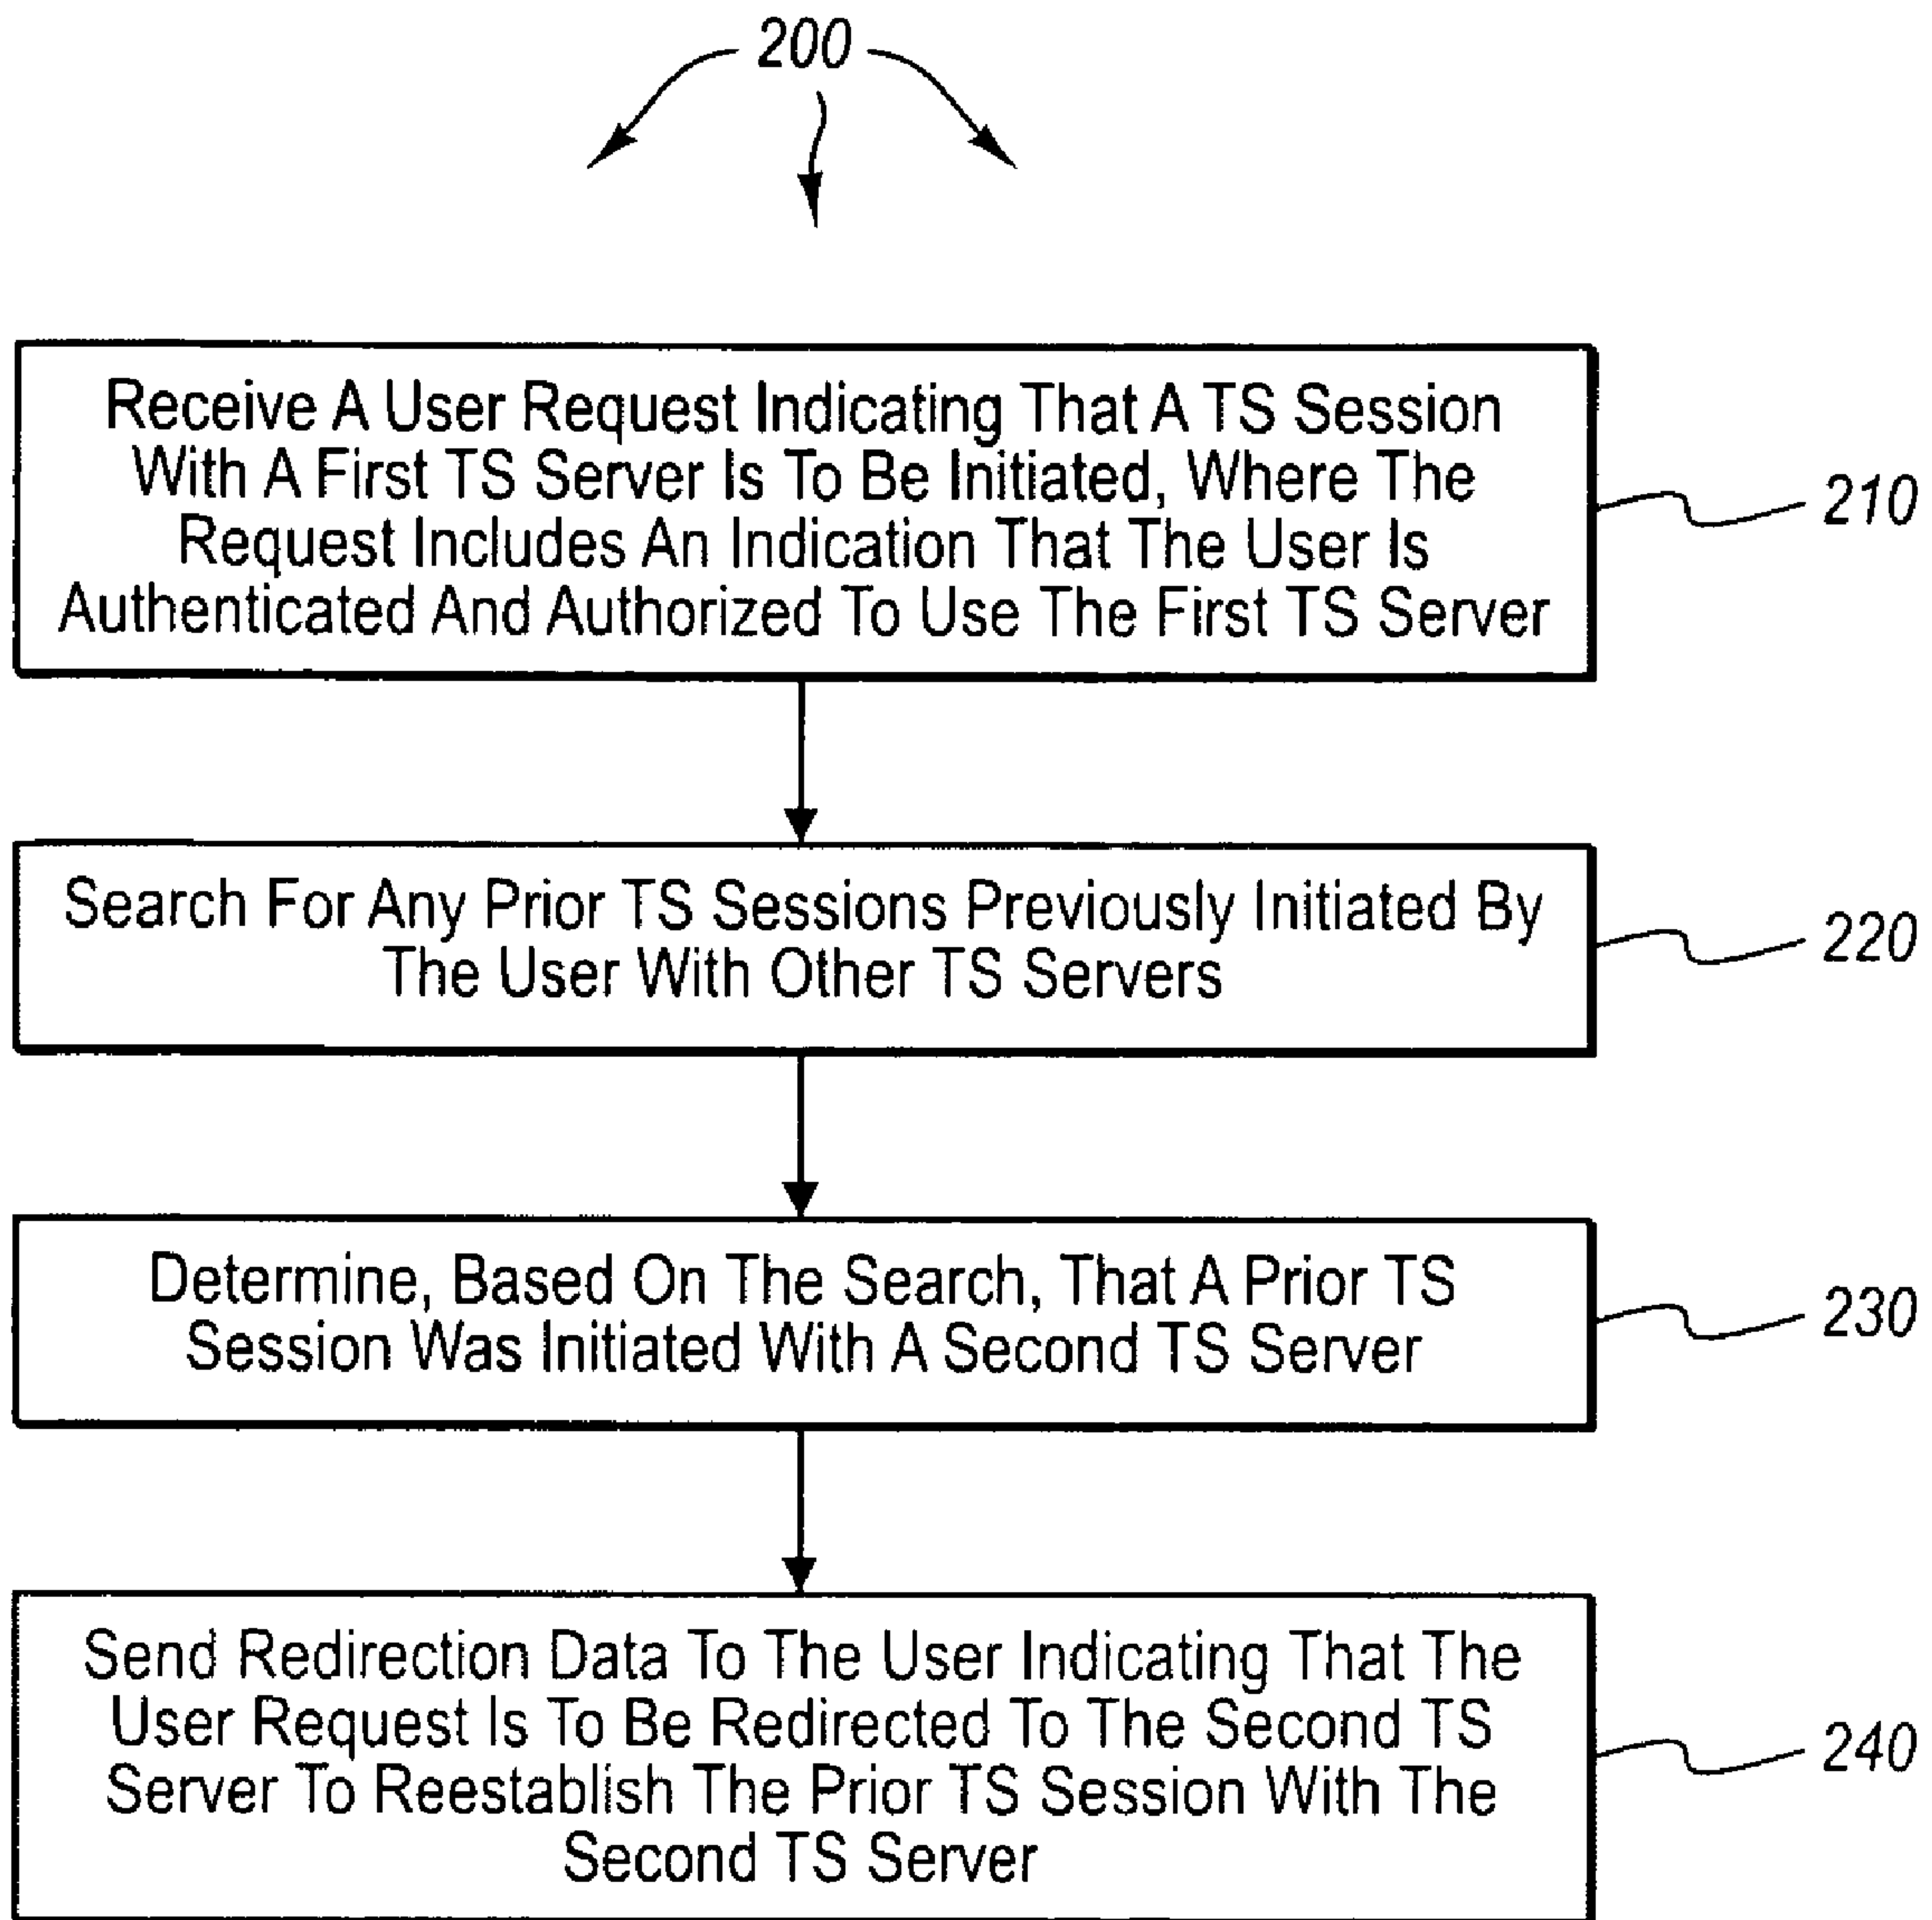 200
Receive A User Request Indicating That A TS Session
With A First TS Server Is To Be Initiated, Where The
Request Includes An Indication That The User Is
Authenticated And Authorized To Use The First TS Server
210
Search For Any Prior TS Sessions Previously Initiated By
The User With Other TS Servers
220
Determine, Based On The Search, That A Prior TS
Session Was Initiated With A Second TS Server
230
Send Redirection Data To The User Indicating That The
User Request Is To Be Redirected To The Second TS
Server To Reestablish The Prior TS Session With The
Second TS Server
240